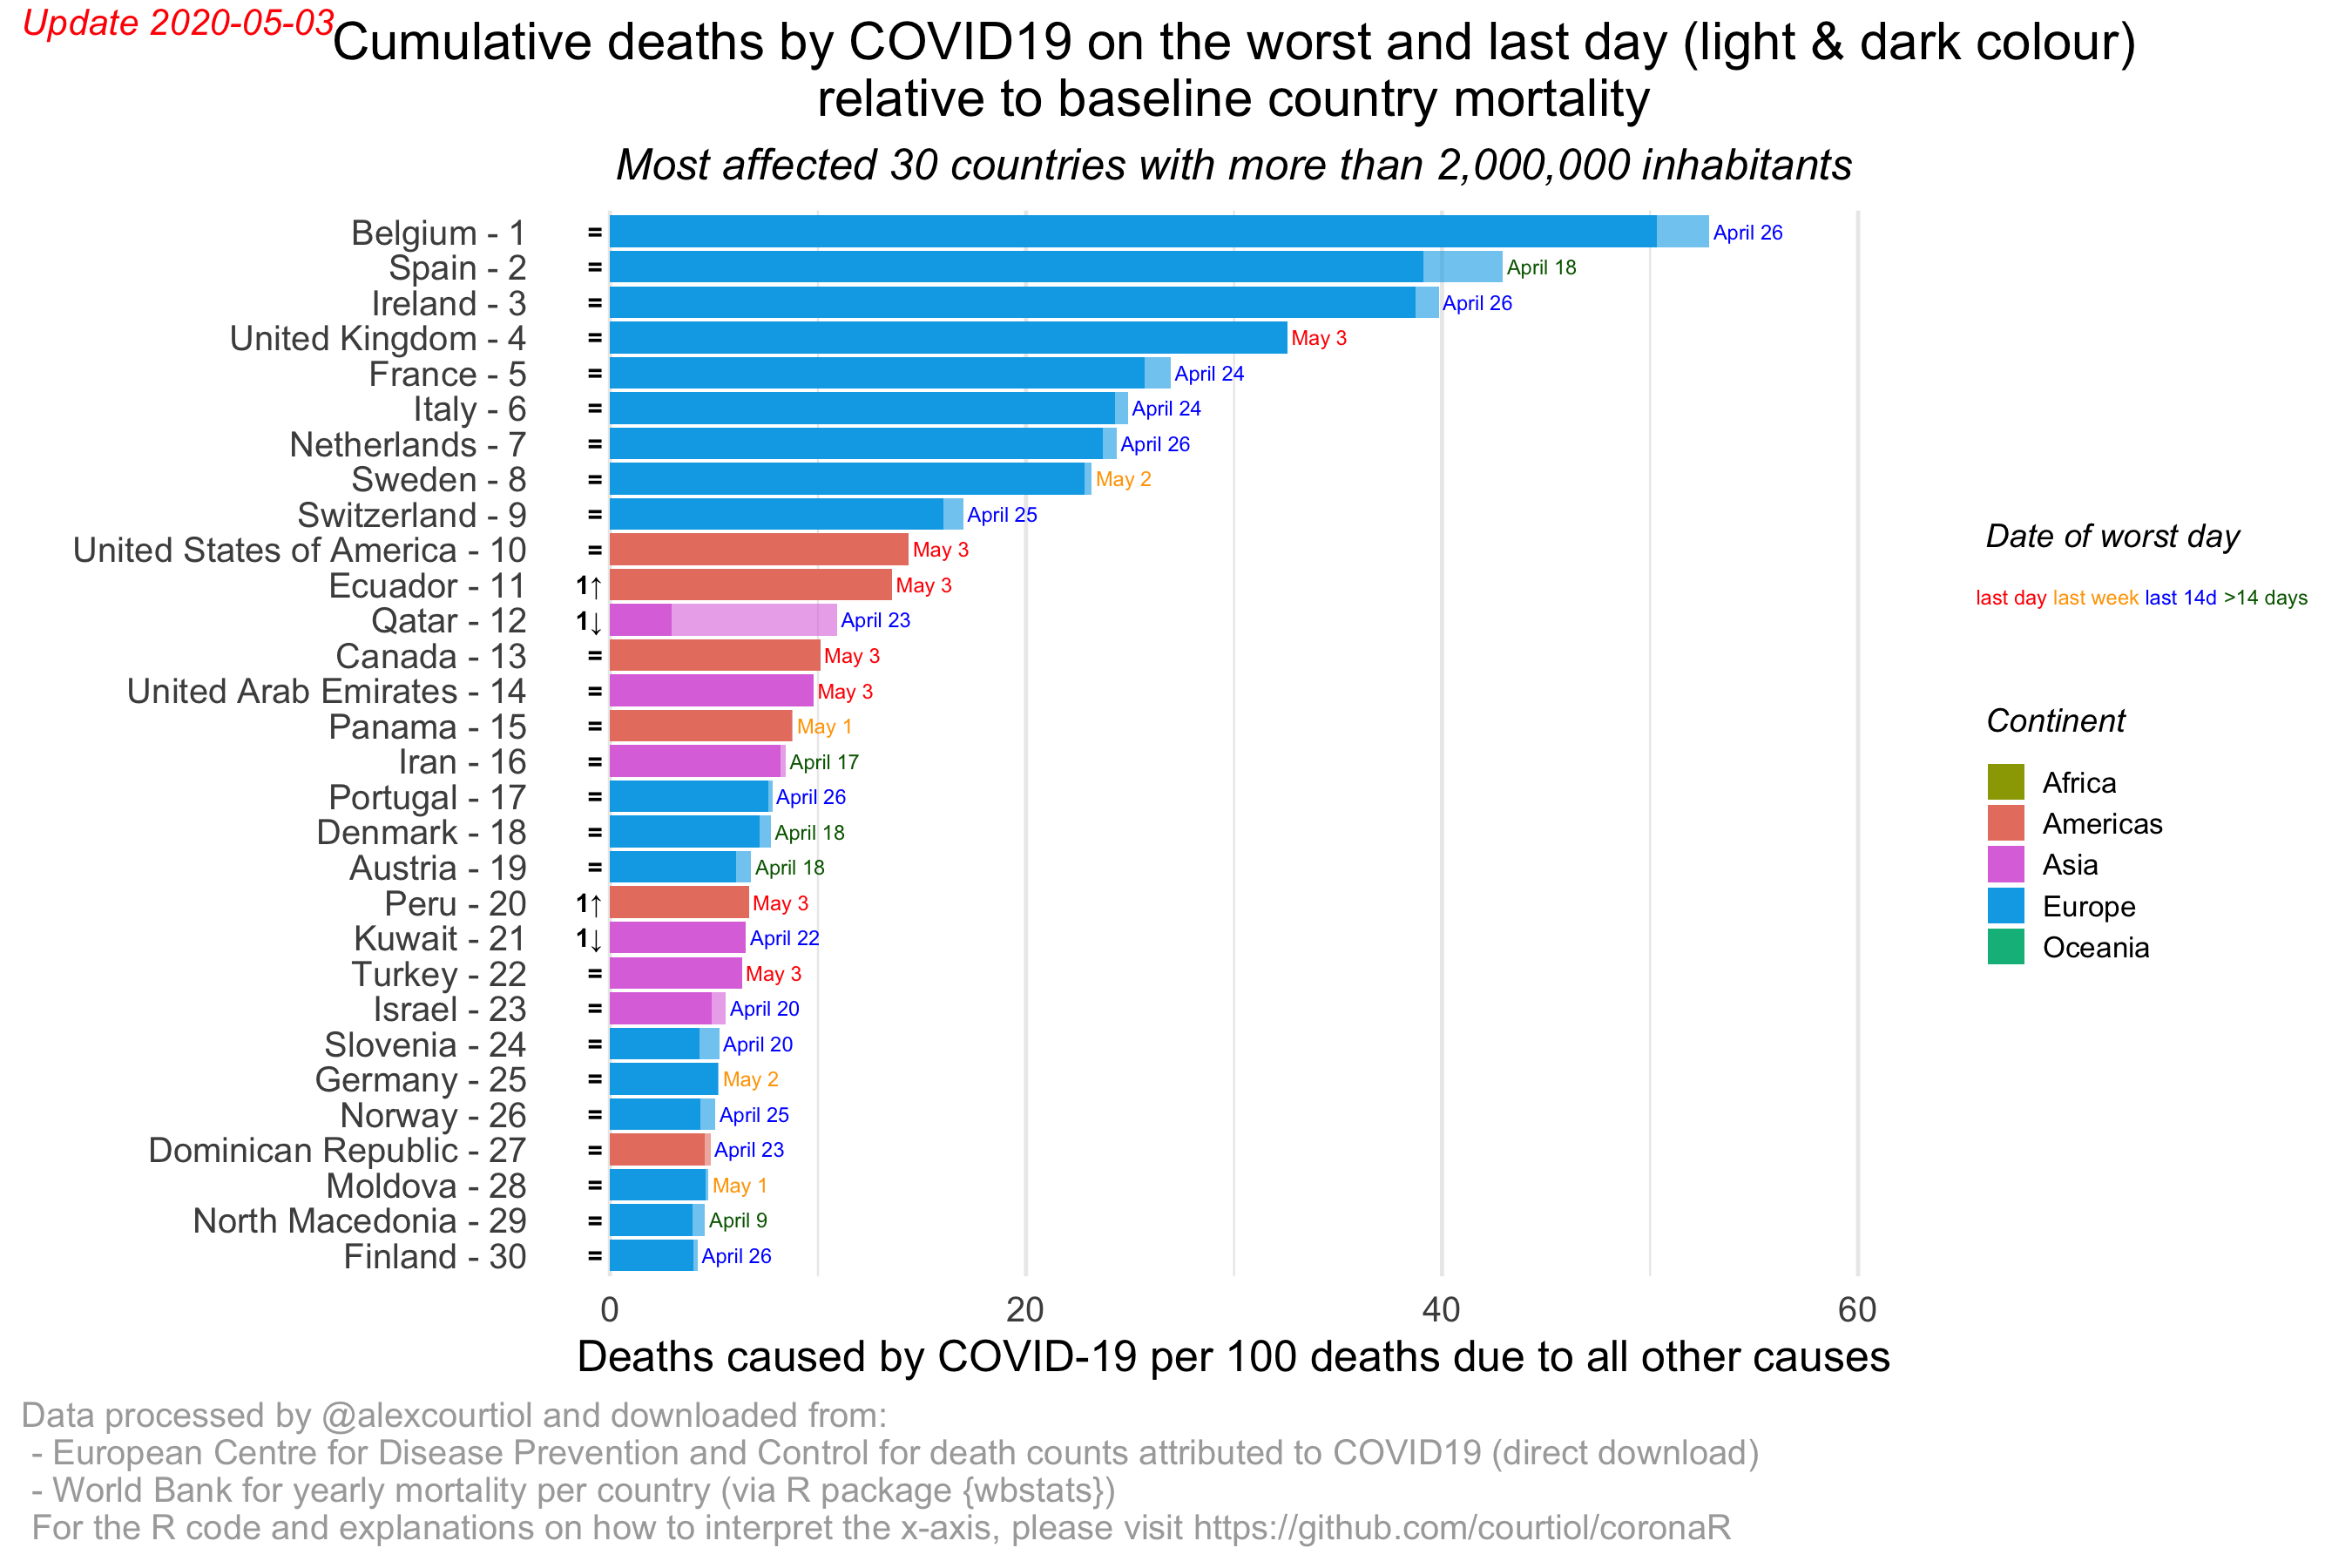 Update 2020-05-03
Cumulative deaths by COVID19 on the worst and last day (light & dark colour)
relative to baseline country mortality
Most affected 30 countries with more than 2,000,000 inhabitants
Belgium - 1 = April 26
Spain - 2 = April 18
Ireland - 3 = April 26
United Kingdom - 4 = May 3
France - 5 = April 24
Italy - 6 = April 24
Netherlands - 7 = April 26
Sweden - 8 = May 2
Switzerland - 9 = April 25
United States of America - 10 = May 3
Ecuador - 11 1↑ May 3
Qatar - 12 1↓ April 23
Canada - 13 = May 3
United Arab Emirates - 14 = May 3
Panama - 15 = May 1
Iran - 16 = April 17
Portugal - 17 = April 26
Denmark - 18 = April 18
Austria - 19 = April 18
Peru - 20 1↑ May 3
Kuwait - 21 1↓ April 22
Turkey - 22 = May 3
Israel - 23 = April 20
Slovenia - 24 = April 20
Germany - 25 = May 2
Norway - 26 = April 25
Dominican Republic - 27 = April 23
Moldova - 28 = May 1
North Macedonia - 29 = April 9
Finland - 30 = April 26
0 20 40 60
Deaths caused by COVID-19 per 100 deaths due to all other causes
Date of worst day
last day last week last 14d >14 days
Continent
Africa
Americas
Asia
Europe
Oceania
Data processed by @alexcourtiol and downloaded from:
- European Centre for Disease Prevention and Control for death counts attributed to COVID19 (direct download)
- World Bank for yearly mortality per country (via R package {wbstats})
For the R code and explanations on how to interpret the x-axis, please visit https://github.com/courtiol/coronaR